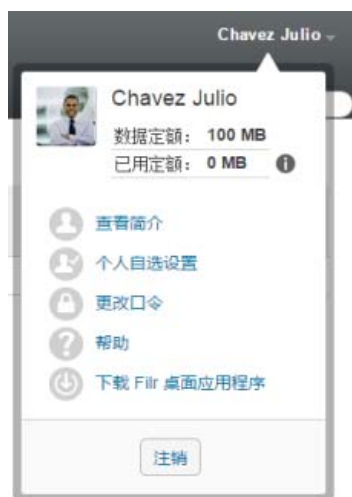 Chavez Julio
Chavez Julio
数据定額： 100 MB
已用定額： 0 MB
查看简介
个人自选设置
更改口令
帮助
下载 Filr 桌面应用程序
注销